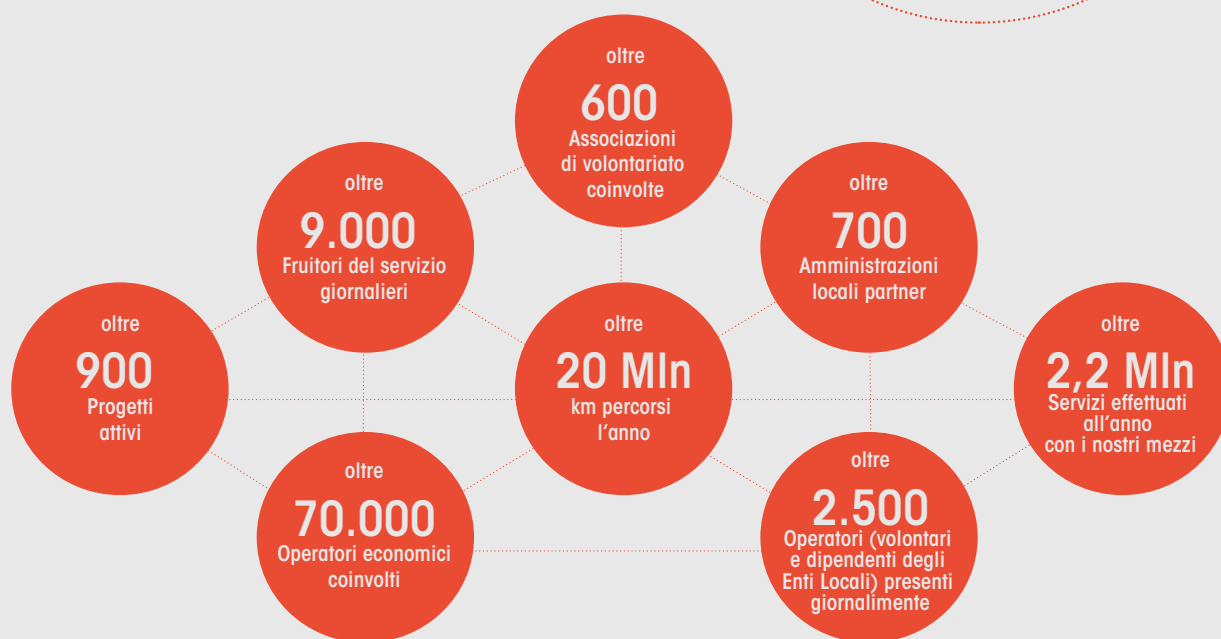 oltre
600
Associazioni
di volontariato
coinvolte
oltre
9.000
Fruitori del servizio
giornalieri
oltre
700
Amministrazioni
locali partner
oltre
900
Progetti
attivi
oltre
20 Mln
km percorsi
l'anno
oltre
2,2 Mln
Servizi effettuati
all'anno
con i nostri mezzi
oltre
70.000
Operatori economici
coinvolti
oltre
2.500
Operatori (volontari
e dipendenti degli
Enti Locali) presenti
giornalmente